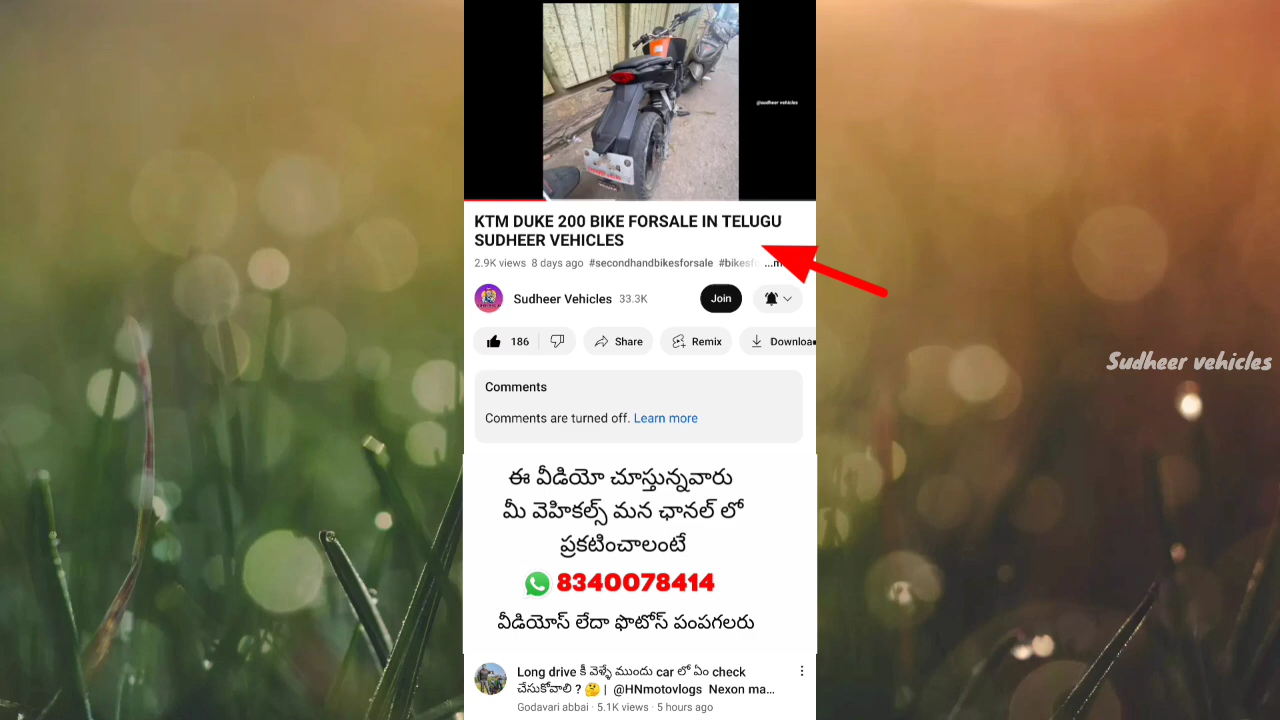 @sudheer vehicles
KTM DUKE 200 BIKE FORSALE IN TELUGU
SUDHEER VEHICLES
2.9K views 8 days ago #secondhandbikesforsale #bikesf ...m
Sudheer Vehicles 33.3K
Join
186
Share
Remix
Downloa
Sudheer vehicles
Comments
Comments are turned off. Learn more
ఈ వీడియో చూస్తున్నవారు
మీ వెహికల్స్ మన ఛానల్ లో
ప్రకటించాలంటే
8340078414
వీడియోస్ లేదా ఫొటోస్ పంపగలరు
Long drive కీ వెళ్ళే ముందు car లో ఏం check
చేసుకోవాలి ? 🤔 | @HNmotovlogs Nexon ma...
Godavari abbai · 5.1K views · 5 hours ago